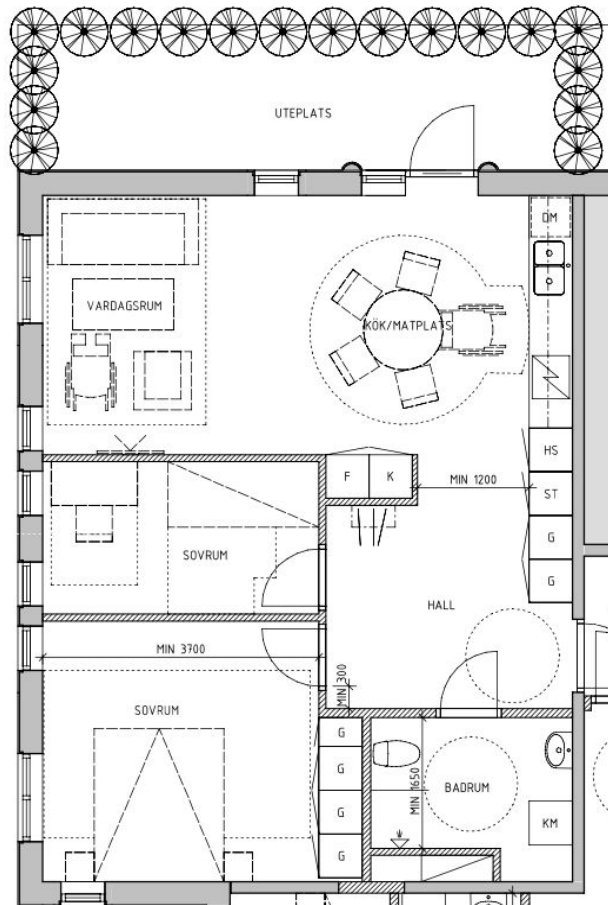 UTEPLATS
DM
VARDAGSRUM
KÖK/MATPLATS
HS
F
K
MIN 1200
ST
G
SOVRUM
G
HALL
MIN 3700
MIN 300
SOVRUM
G
G
MIN 1650
BADRUM
G
KM
G